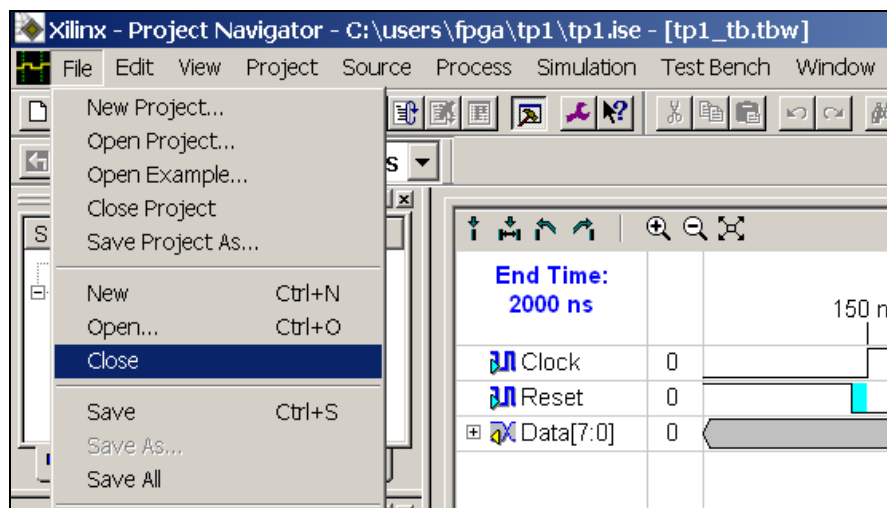 Xilinx - Project Navigator - C:\users\fpga\tp1\tp1.ise - [tp1_tb.tbw]
File Edit View Project Source Process Simulation Test Bench Window
New Project...
Open Project...
Open Example...
Close Project
Save Project As...
New Ctrl+N
Open... Ctrl+O
Close
Save Ctrl+S
Save As...
Save All
S
S
End Time:
2000 ns
150 n
Clock 0
Reset 0
Data[7:0] 0